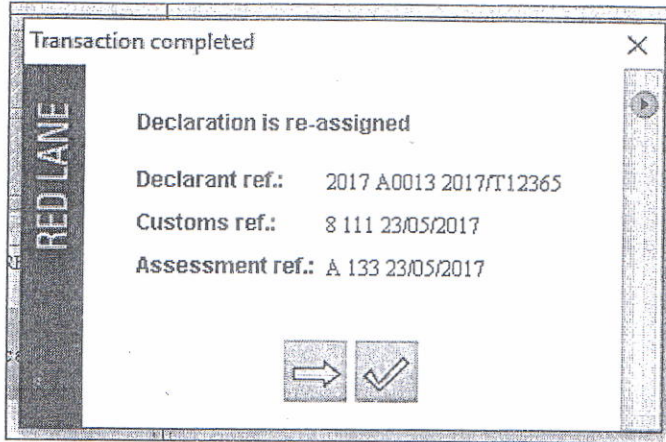 Transaction completed
RED LANE
Declaration is re-assigned
Declarant ref.: 2017 A0013 2017/T12365
Customs ref.: 8 111 23/05/2017
Assessment ref.: A 133 23/05/2017